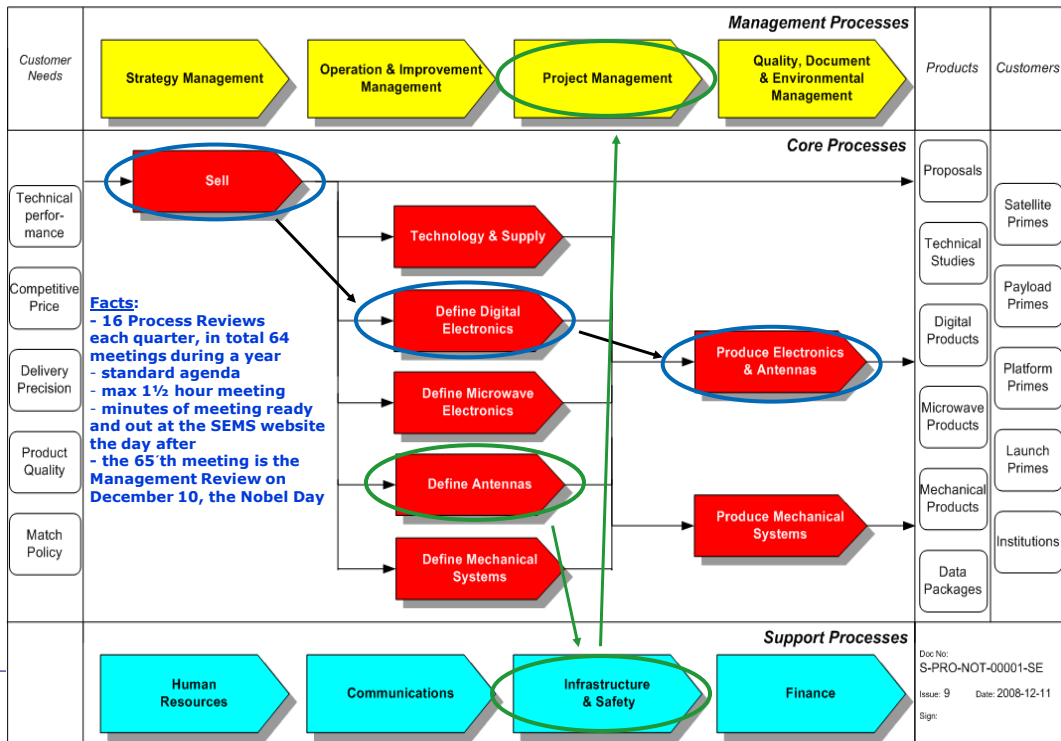 Management Processes
Customer
Needs
Strategy Management
Operation & Improvement
Management
Project Management
Quality, Document
& Environmental
Management
Products
Customers
Core Processes
Technical
perfor-
mance
Competitive
Price
Delivery
Precision
Product
Quality
Match
Policy
Sell
Facts:
- 16 Process Reviews
each quarter, in total 64
meetings during a year
- standard agenda
- max 1½ hour meeting
- minutes of meeting ready
and out at the SEMS website
the day after
- the 65´th meeting is the
Management Review on
December 10, the Nobel Day
Technology & Supply
Define Digital
Electronics
Define Microwave
Electronics
Define Antennas
Define Mechanical
Systems
Produce Electronics
& Antennas
Produce Mechanical
Systems
Proposals
Technical
Studies
Digital
Products
Microwave
Products
Mechanical
Products
Data
Packages
Satellite
Primes
Payload
Primes
Platform
Primes
Launch
Primes
Institutions
Support Processes
Human
Resources
Communications
Infrastructure
& Safety
Finance
Doc No:
S-PRO-NOT-00001-SE
Issue: 9 Date: 2008-12-11
Sign: